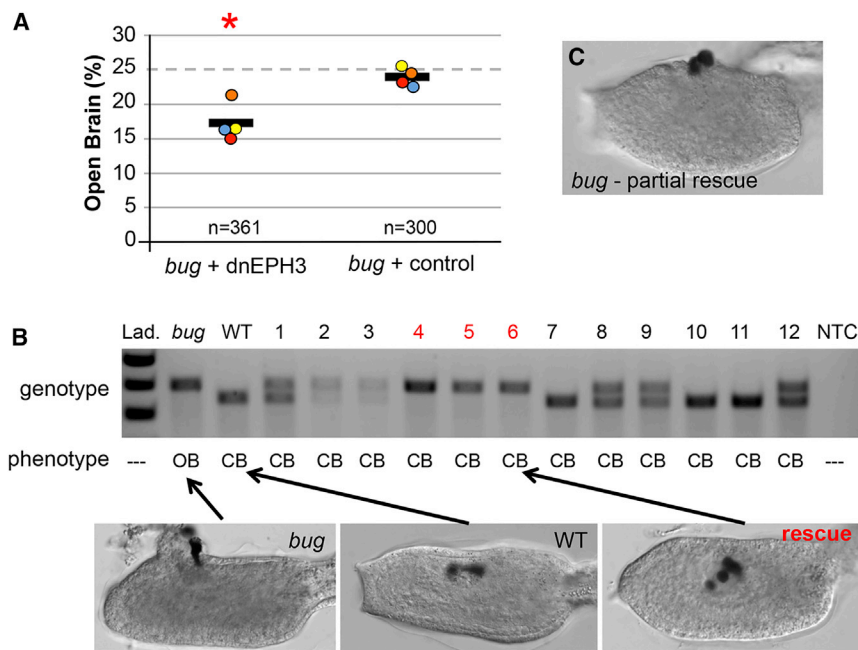 A
*
30
25
20
15
10
5
0
Open Brain (%)
n=361
n=300
bug + dnEPH3
bug + control
C
bug - partial rescue
B
Lad. bug WT 1 2 3 4 5 6 7 8 9 10 11 12 NTC
genotype
phenotype --- OB CB CB CB CB CB CB CB CB CB CB CB CB CB ---
bug
WT
rescue